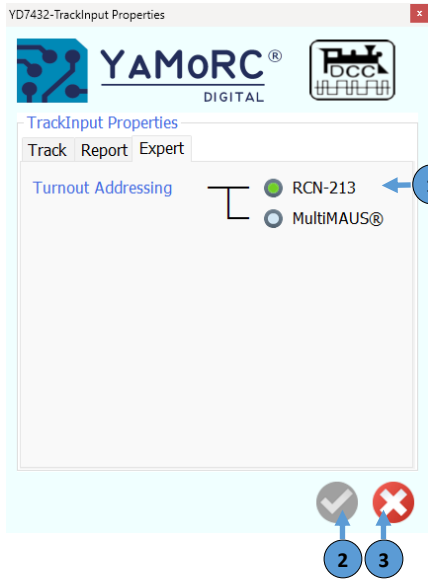 YD7432-TrackInput Properties
YAMoRC®
DIGITAL
DCC
TrackInput Properties
Track Report Expert
Turnout Addressing
RCN-213
MultiMAUS®
2 3